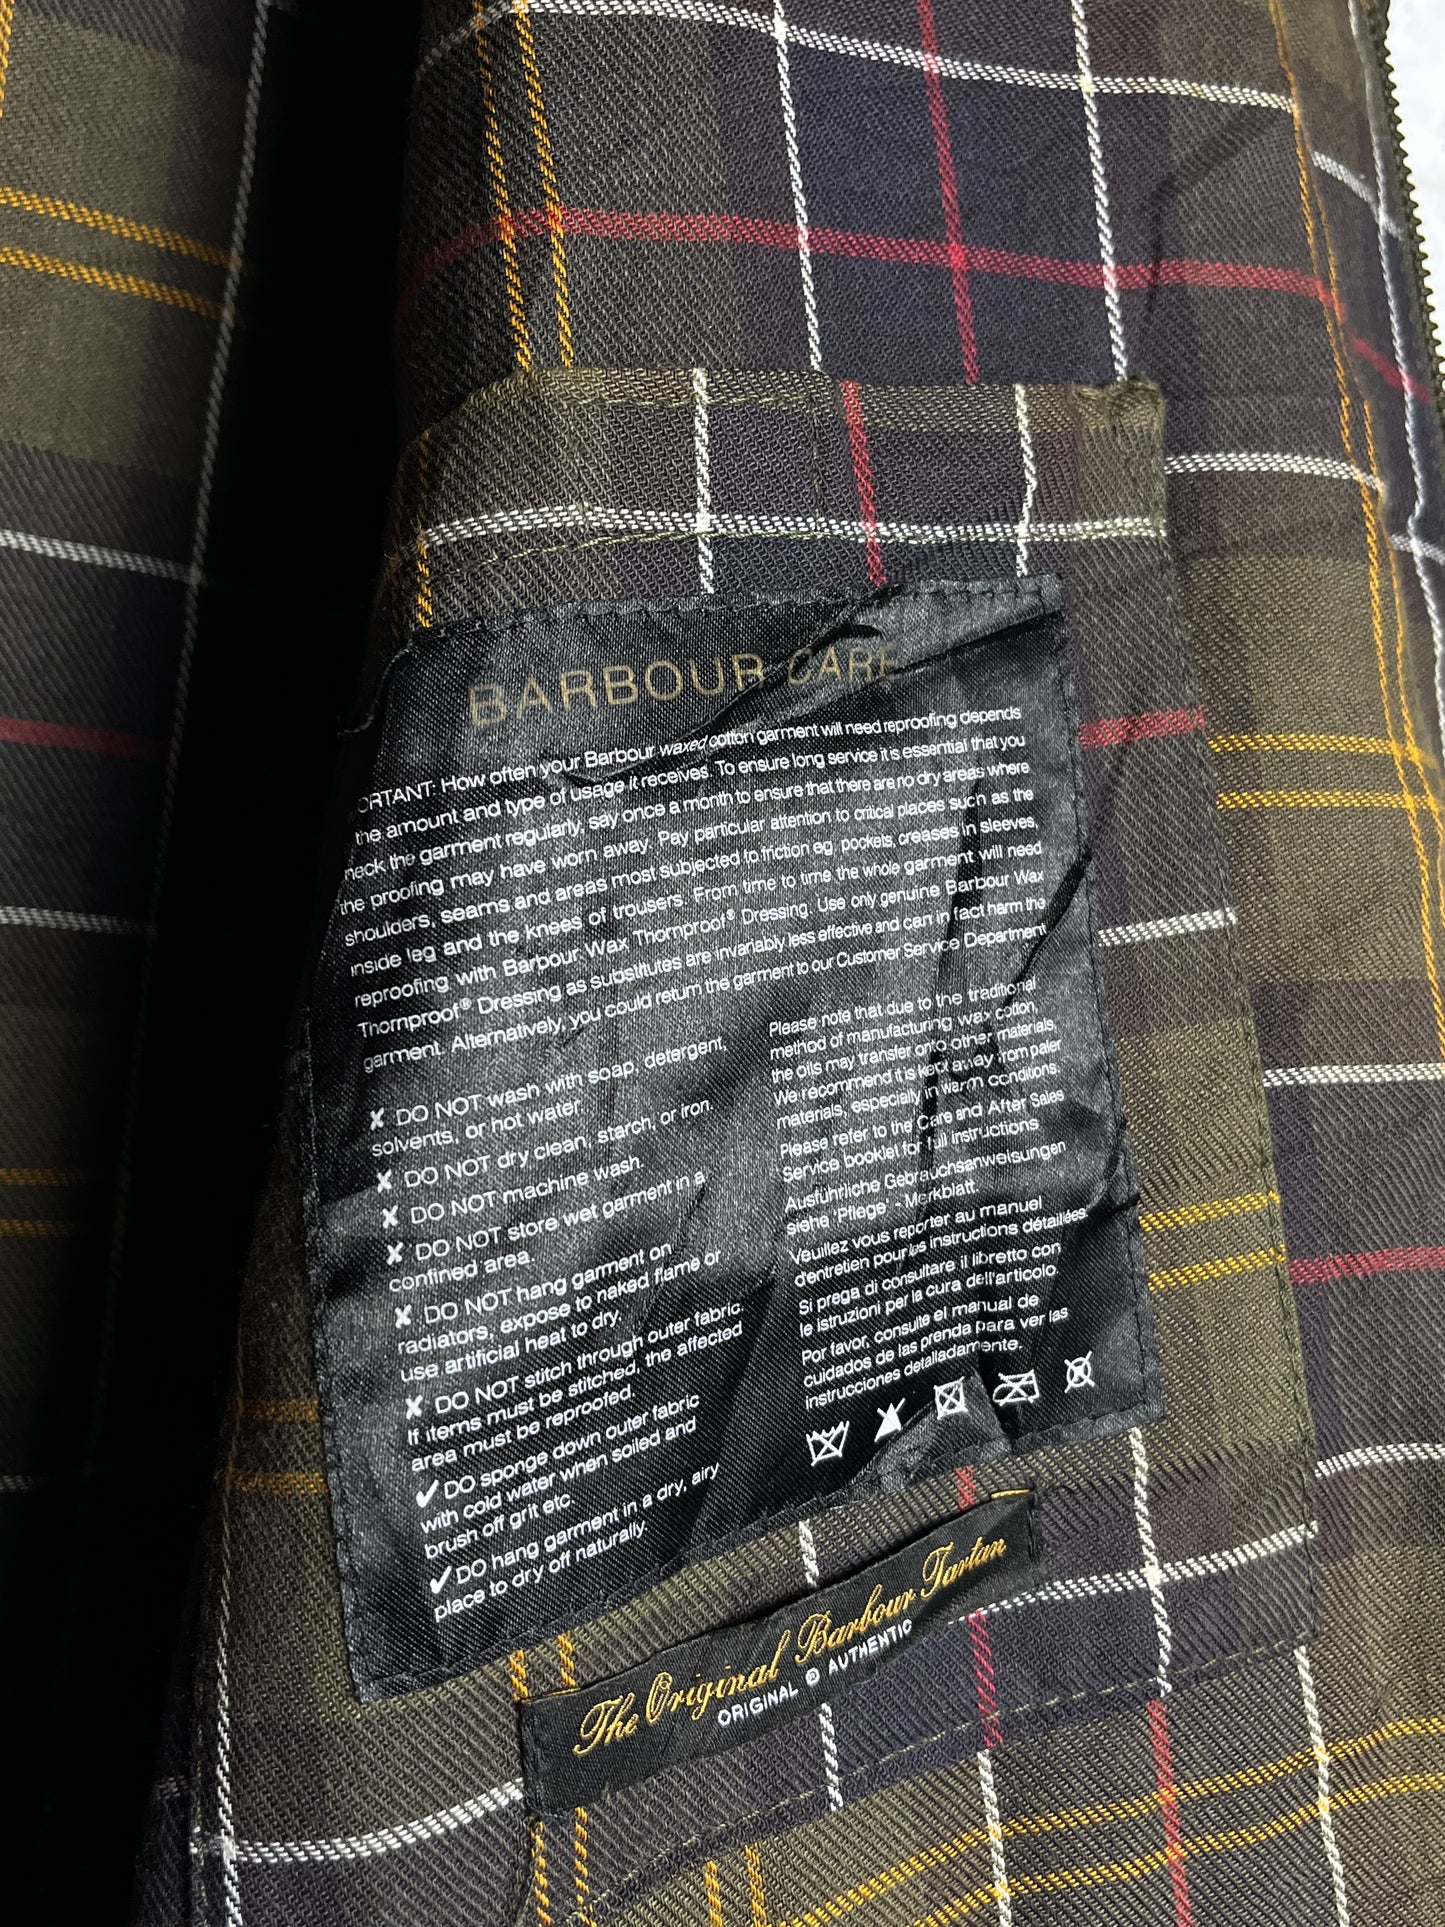 BARBOUR CARE
ORTANT: How often your Barbour waxed cotton garment will need reproofing depends
the amount and type of usage it receives. To ensure long service it is essential that you
heck the garment regularly, say once a month to ensure that there are no dry areas where
the proofing may have worn away. Pay particular attention to critical places such as the
shoulders, seams and areas most subjected to friction eg. pockets, creases in sleeves,
inside leg and the knees of trousers. From time to time the whole garment will need
reproofing with Barbour Wax Thornproof® Dressing. Use only genuine Barbour Wax
Thornproof® Dressing as substitutes are invariably less effective and can in fact harm the
garment. Alternatively, you could return the garment to our Customer Service Department
✘ DO NOT wash with soap, detergent,
solvents, or hot water.
✘ DO NOT dry clean, starch, or iron.
✘ DO NOT machine wash.
✘ DO NOT store wet garment in a
confined area.
✘ DO NOT hang garment on
radiators, expose to naked flame or
use artificial heat to dry.
✘ DO NOT stitch through outer fabric.
If items must be stitched, the affected
area must be reproofed.
✔ DO sponge down outer fabric
with cold water when soiled and
brush off grit etc.
✔ DO hang garment in a dry, airy
place to dry off naturally.
Please note that due to the traditional
method of manufacturing wax cotton,
the oils may transfer onto other materials,
We recommend it is kept away from paler
materials, especially in warm conditions.
Please refer to the Care and After Sales
Service booklet for full instructions
Ausführliche Gebrauchsanweisungen
siehe 'Pflege' - Merkblatt.
Veuillez vous reporter au manuel
d'entretien pour les instructions détaillées.
Si prega di consultare il libretto con
le istruzioni per la cura dell'articolo.
Por favor, consulte el manual de
cuidados de las prenda para ver las
instrucciones detalladamente.
The Original Barbour Tartan
ORIGINAL @ AUTHENTIC